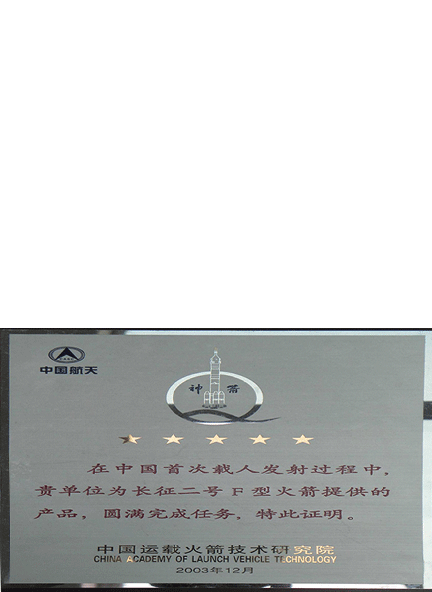 中国航天
神 箭
在中国首次载人发射过程中，
贵单位为长征二号F型火箭提供的
产品，圆满完成任务，特此证明。
中国运载火箭技术研究院
CHINA ACADEMY OF LAUNCH VEHICLE TECHNOLOGY
2003年12月